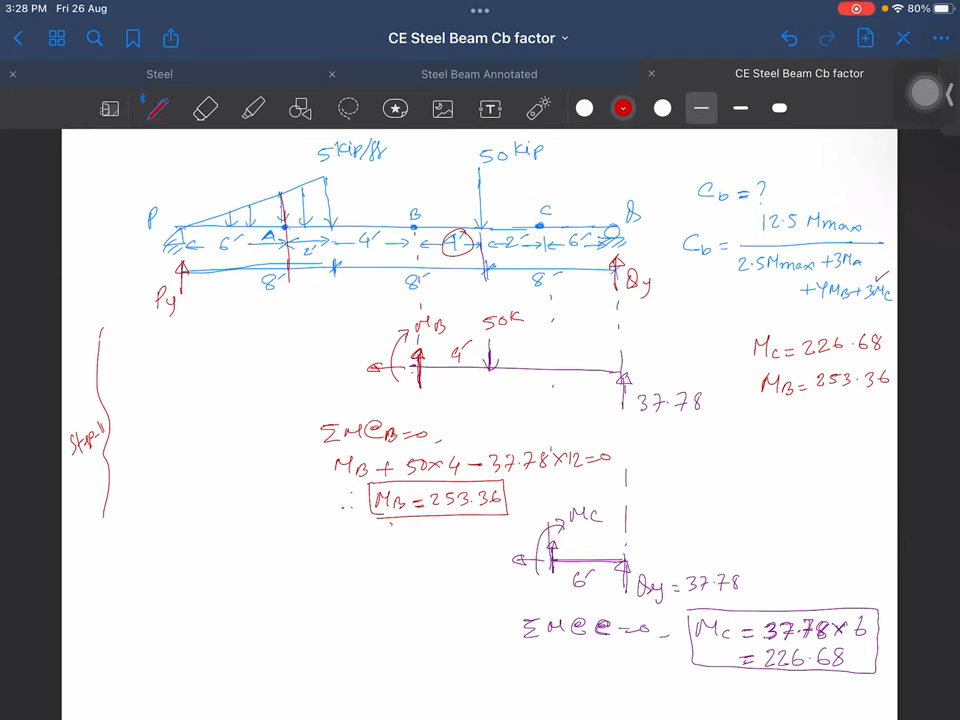 3:28 PM Fri 26 Aug
80%
CE Steel Beam Cb factor
Steel
Steel Beam Annotated
CE Steel Beam Cb factor
5 kip/ft
50 kip
P
A
B
C
6'
2'
4'
4'
2'
6'
8'
8'
8'
Py
Qy
Cb = ?
Cb = 12.5 Mmax
2.5 Mmax + 3MA
+ 4MB + 3MC
MC = 226.68
MB = 253.36
MB
50K
4'
37.78
Step-1
ΣM@B=0,
MB + 50×4 - 37.78×12=0
∴ MB = 253.36
MC
6'
Qy = 37.78
ΣM@C=0,
MC = 37.78×6
= 226.68